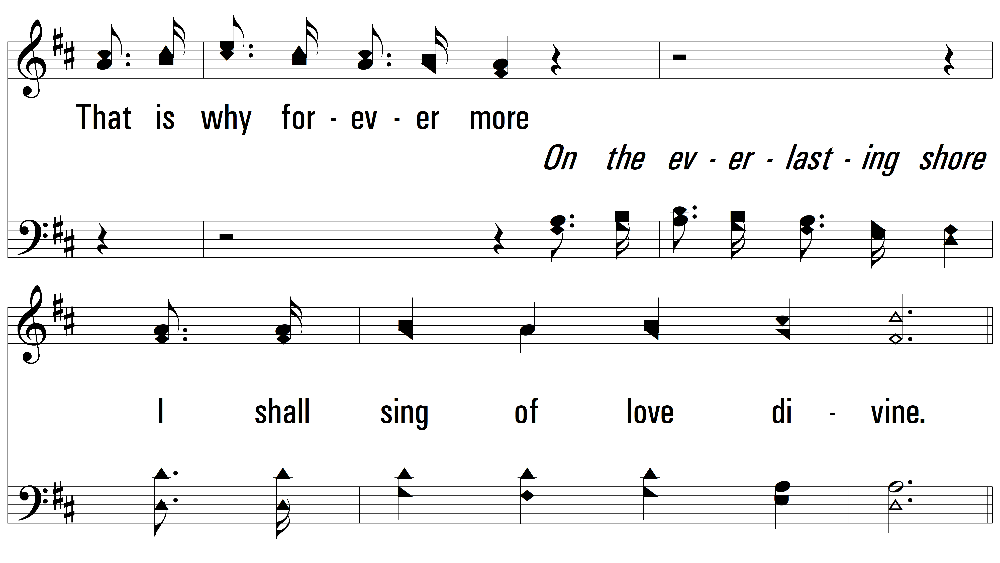 That is why for - ev - er more
On the ev - er - last - ing shore
I shall sing of love di - vine.